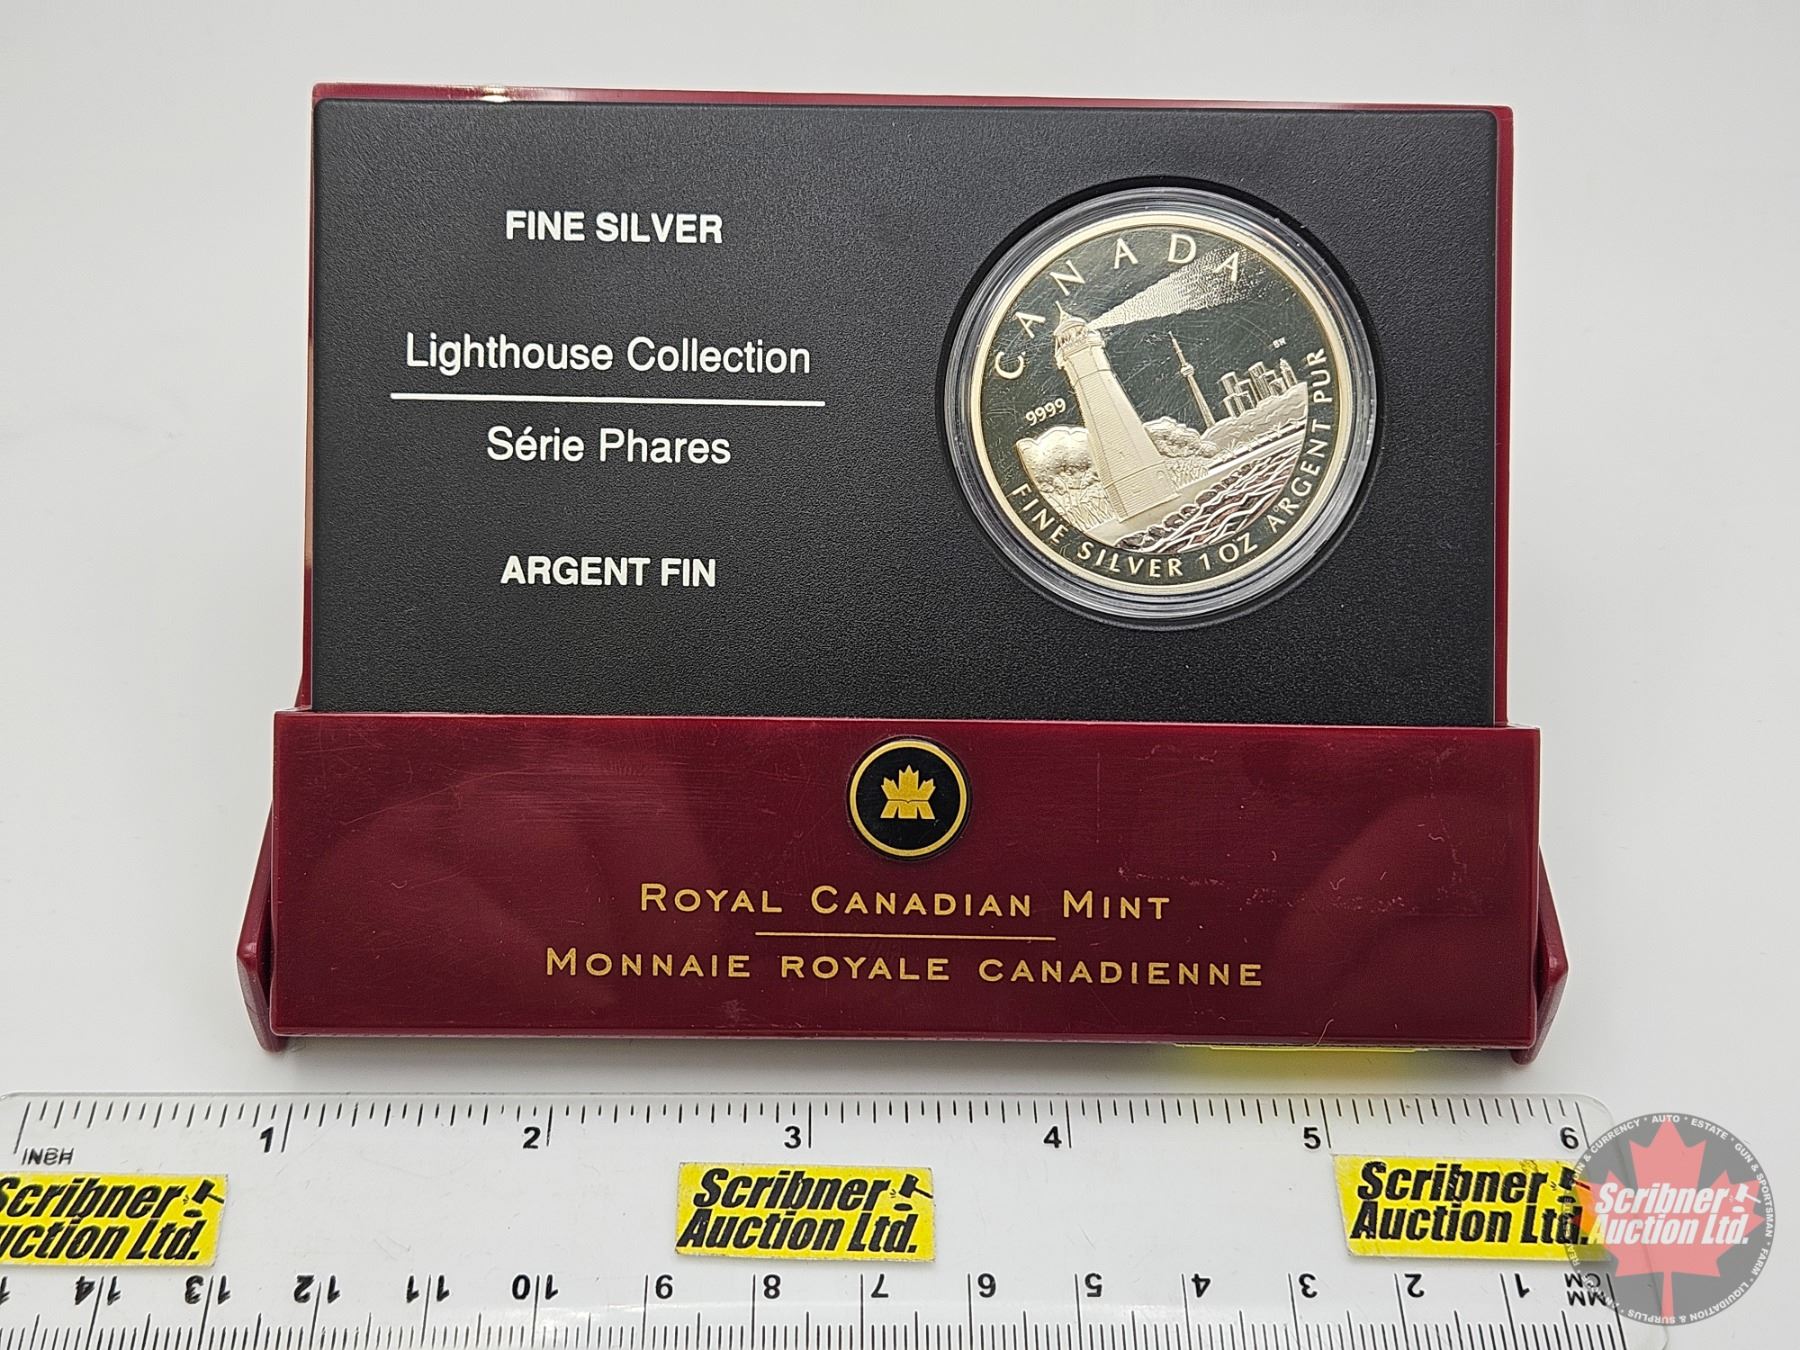 FINE SILVER
Lighthouse Collection
Série Phares
ARGENT FIN
CANADA
9999
FINE SILVER 1 OZ ARGENT PUR
ROYAL CANADIAN MINT
MONNAIE ROYALE CANADIENNE
1 2 3 4 5 6
INCH
Scribner
uction Ltd.
Scribner
Auction Ltd.
Scribner
Auction Ltd.
Scribner
Auction Ltd.
14 13 12 11 10 9 8 7 6 5 4 3 2 1
MM
CM